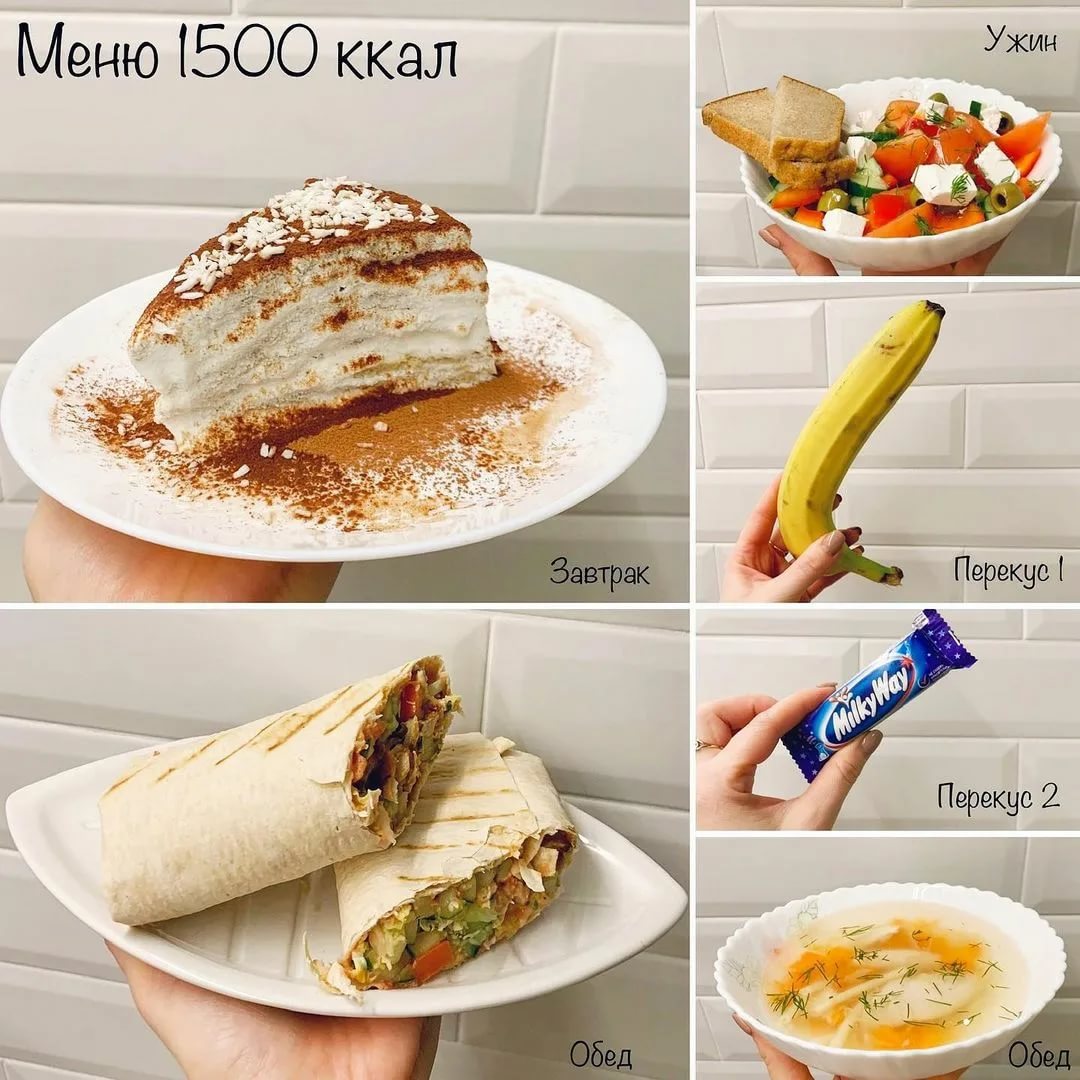 Меню 1500 ккал
Завтрак
Ужин
Перекус 1
MilkyWay
Перекус 2
Обед
Обед